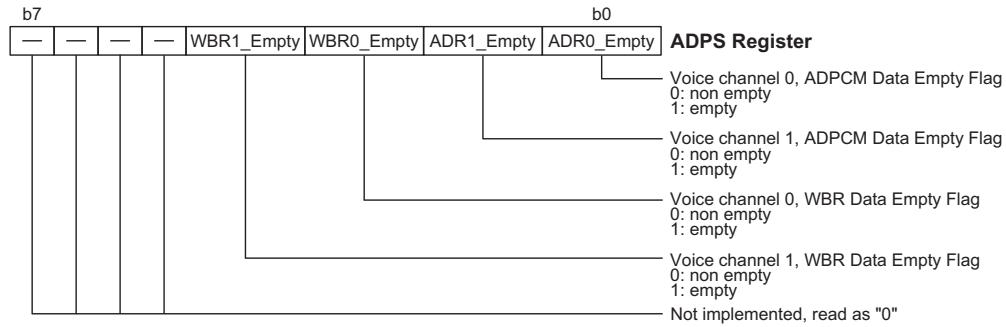 b7 b0
— — — — WBR1_Empty WBR0_Empty ADR1_Empty ADR0_Empty ADPS Register
Voice channel 0, ADPCM Data Empty Flag
0: non empty
1: empty
Voice channel 1, ADPCM Data Empty Flag
0: non empty
1: empty
Voice channel 0, WBR Data Empty Flag
0: non empty
1: empty
Voice channel 1, WBR Data Empty Flag
0: non empty
1: empty
Not implemented, read as "0"